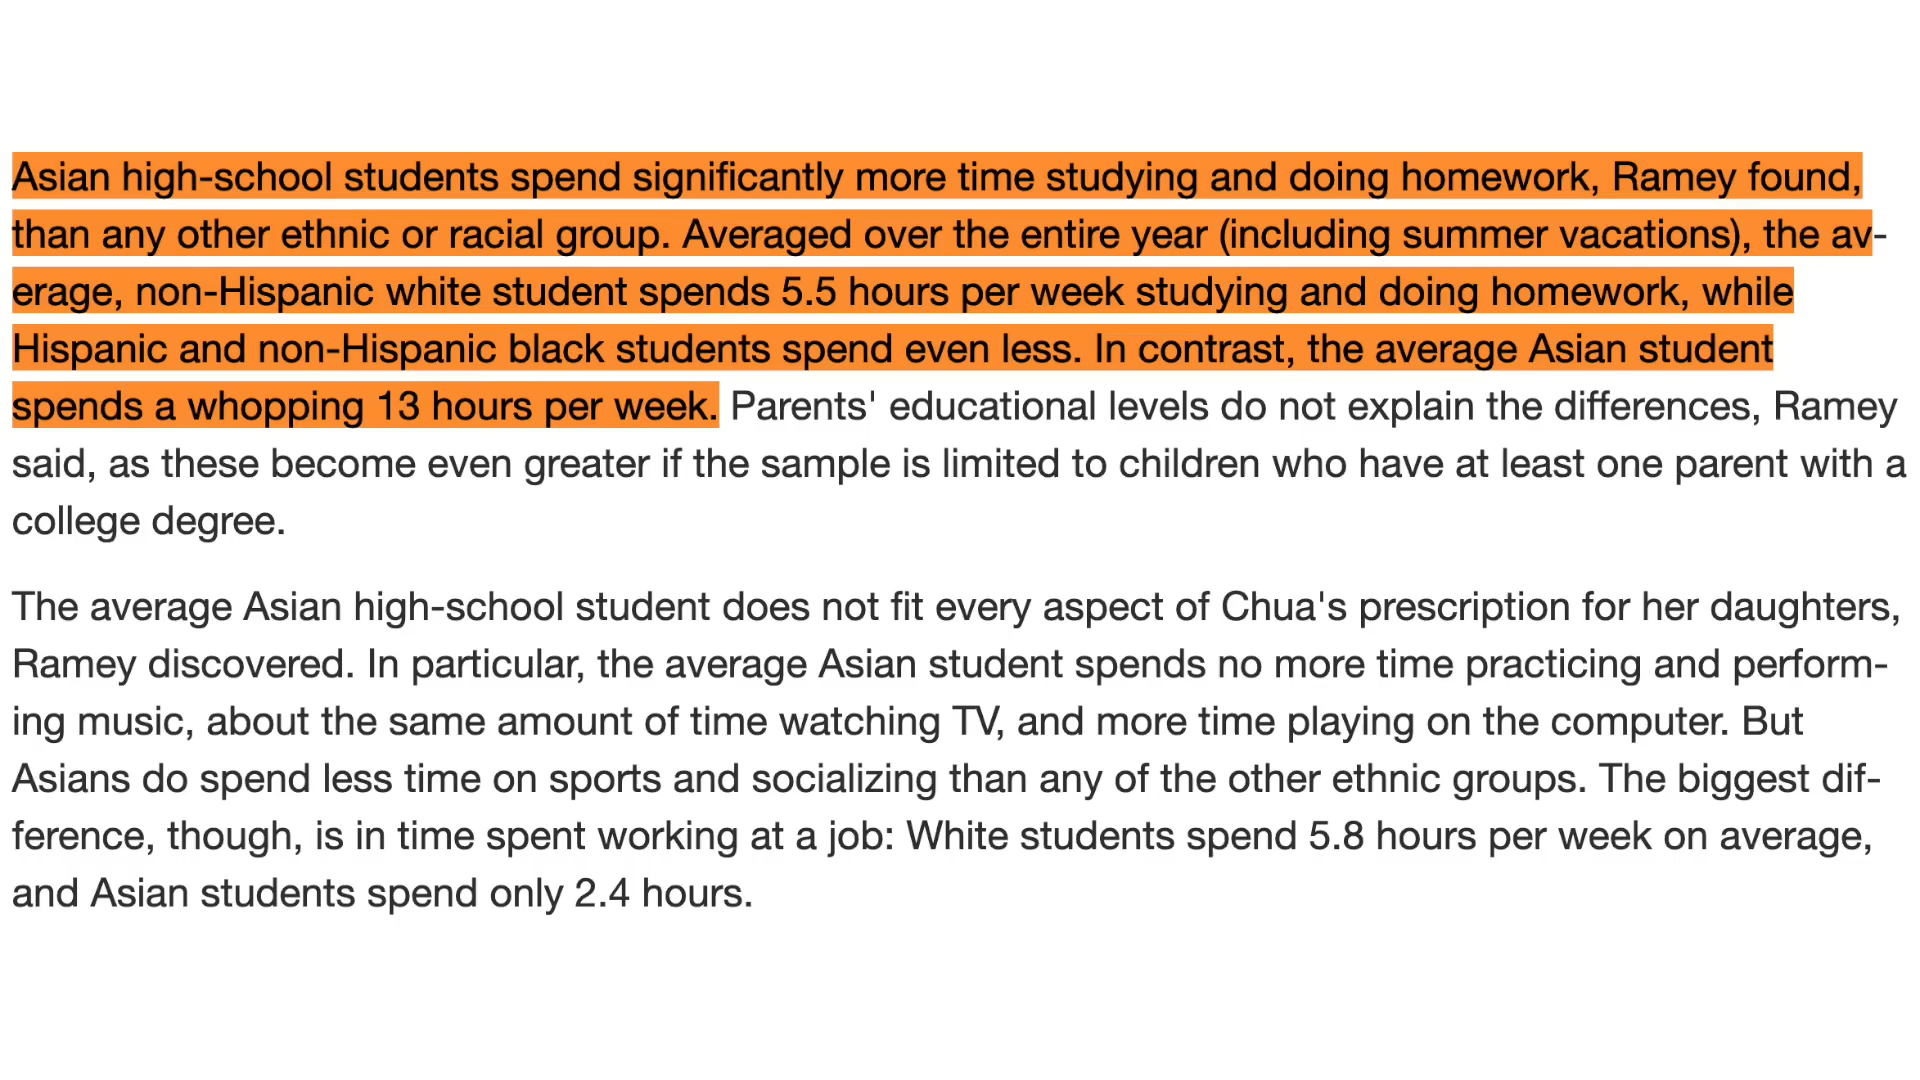 Asian high-school students spend significantly more time studying and doing homework, Ramey found,
than any other ethnic or racial group. Averaged over the entire year (including summer vacations), the av-
erage, non-Hispanic white student spends 5.5 hours per week studying and doing homework, while
Hispanic and non-Hispanic black students spend even less. In contrast, the average Asian student
spends a whopping 13 hours per week. Parents' educational levels do not explain the differences, Ramey
said, as these become even greater if the sample is limited to children who have at least one parent with a
college degree.
The average Asian high-school student does not fit every aspect of Chua's prescription for her daughters,
Ramey discovered. In particular, the average Asian student spends no more time practicing and perform-
ing music, about the same amount of time watching TV, and more time playing on the computer. But
Asians do spend less time on sports and socializing than any of the other ethnic groups. The biggest dif-
ference, though, is in time spent working at a job: White students spend 5.8 hours per week on average,
and Asian students spend only 2.4 hours.